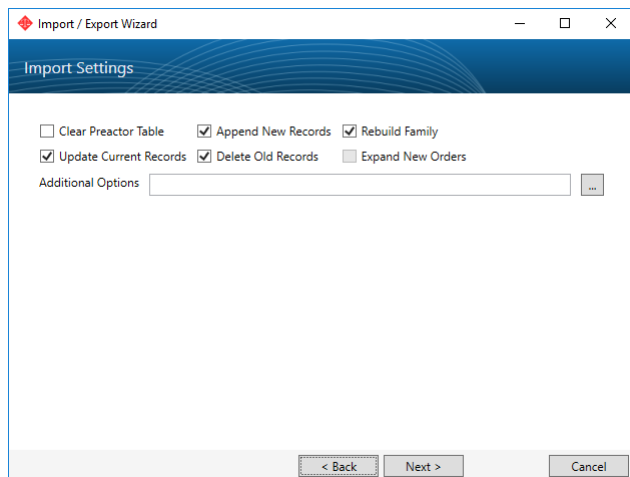 Import / Export Wizard
Import Settings
Clear Preactor Table Append New Records Rebuild Family
Update Current Records Delete Old Records Expand New Orders
Additional Options ...
< Back Next > Cancel